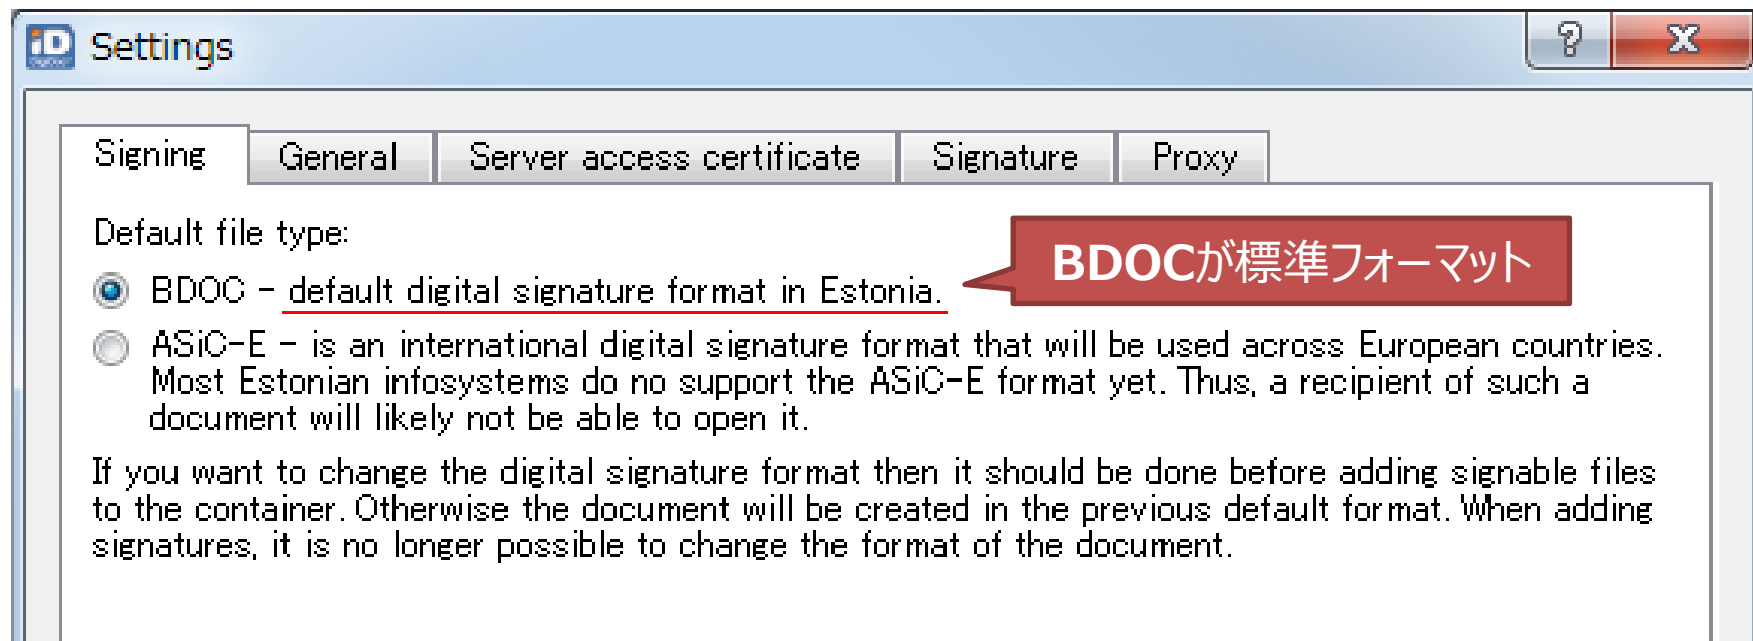 iD Settings
Signing General Server access certificate Signature Proxy
Default file type:
BDOC - default digital signature format in Estonia.
BDOCが標準フォーマット
ASiC-E - is an international digital signature format that will be used across European countries.
Most Estonian infosystems do no support the ASiC-E format yet. Thus, a recipient of such a
document will likely not be able to open it.
If you want to change the digital signature format then it should be done before adding signable files
to the container. Otherwise the document will be created in the previous default format. When adding
signatures, it is no longer possible to change the format of the document.